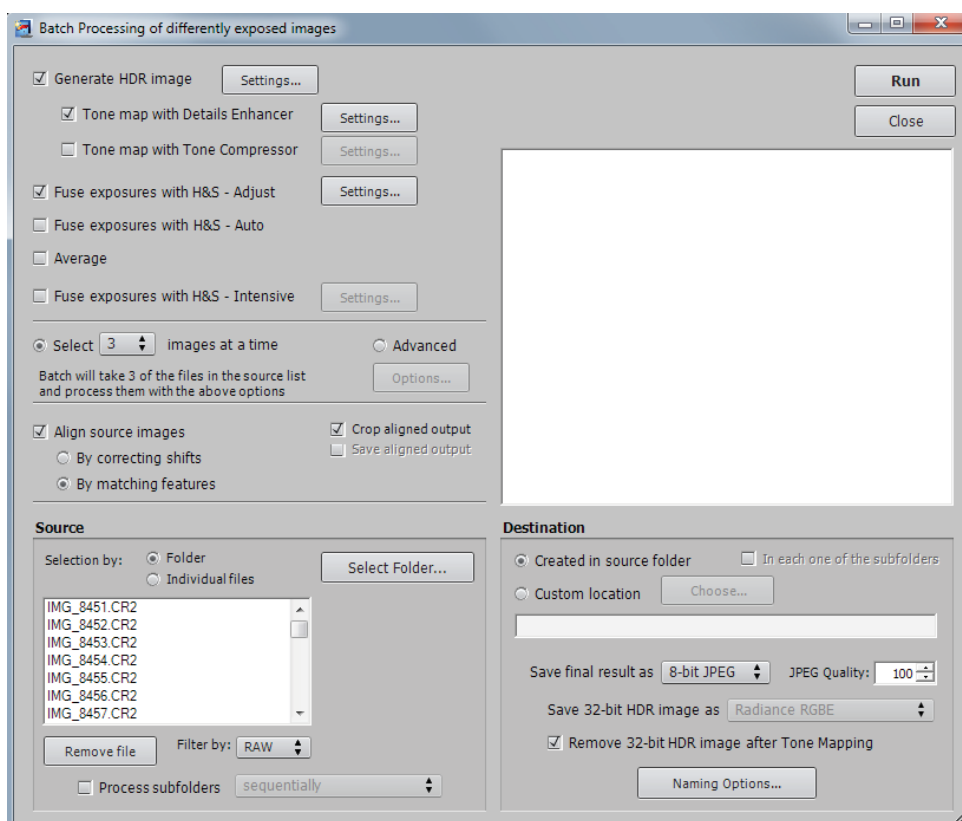 Batch Processing of differently exposed images
Generate HDR image Settings...
Run
Tone map with Details Enhancer Settings...
Close
Tone map with Tone Compressor Settings...
Fuse exposures with H&S - Adjust Settings...
Fuse exposures with H&S - Auto
Average
Fuse exposures with H&S - Intensive Settings...
Select 3 images at a time Advanced
Batch will take 3 of the files in the source list
and process them with the above options
Options...
Align source images Crop aligned output
Save aligned output
By correcting shifts
By matching features
Source
Selection by: Folder
Individual files
Select Folder...
IMG_8451.CR2
IMG_8452.CR2
IMG_8453.CR2
IMG_8454.CR2
IMG_8455.CR2
IMG_8456.CR2
IMG_8457.CR2
Remove file Filter by: RAW
Process subfolders sequentially
Destination
Created in source folder In each one of the subfolders
Custom location Choose...
Save final result as 8-bit JPEG JPEG Quality: 100
Save 32-bit HDR image as Radiance RGBE
Remove 32-bit HDR image after Tone Mapping
Naming Options...